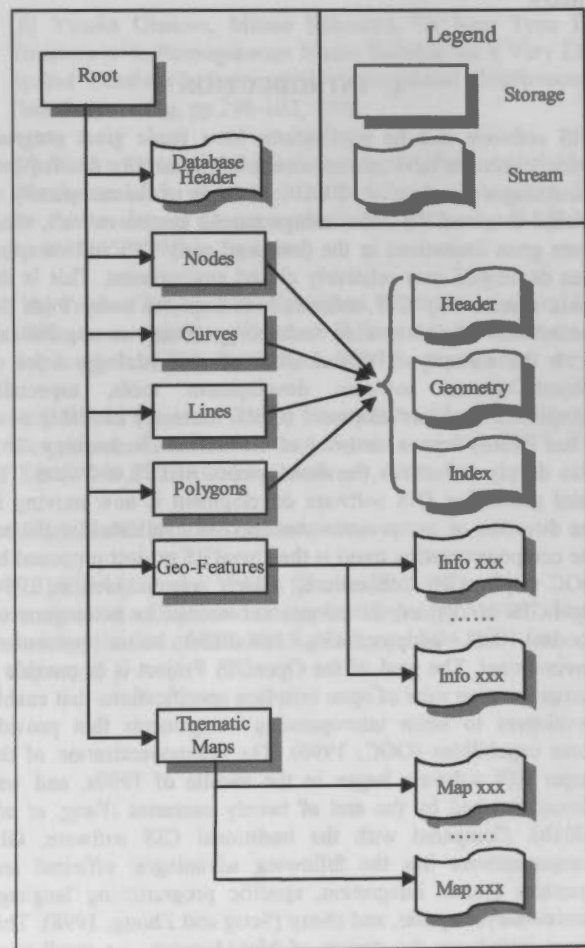 Root
Legend
Storage
Stream
Database
Header
Nodes
Curves
Lines
Polygons
Geo-Features
Thematic
Maps
Header
Geometry
Index
Info xxx
......
Info xxx
Map xxx
......
Map xxx